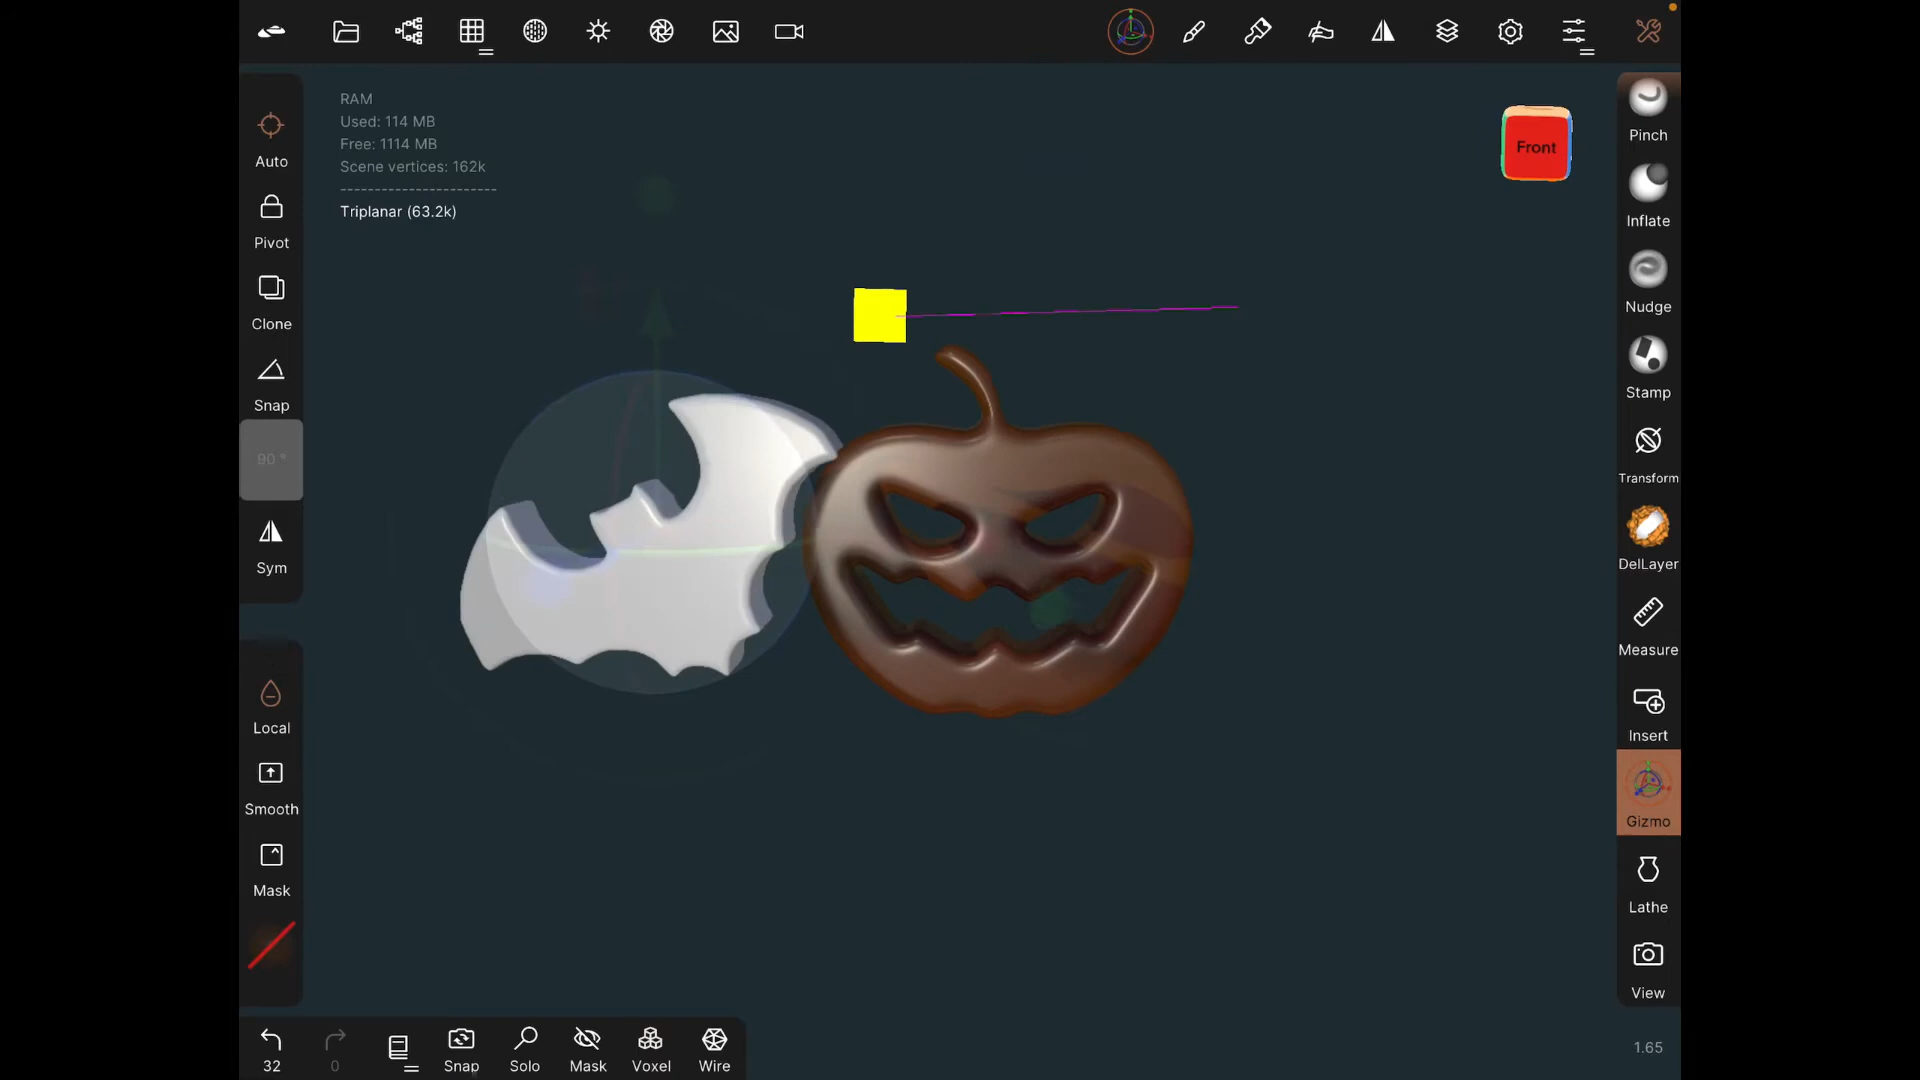 RAM
Used: 114 MB
Free: 1114 MB
Scene vertices: 162k
-----------------------
Triplanar (63.2k)
Front
Auto
Pivot
Clone
Snap
90 °
Sym
Local
Smooth
Mask
Pinch
Inflate
Nudge
Stamp
Transform
DelLayer
Measure
Insert
Gizmo
Lathe
View
32
0
Snap
Solo
Mask
Voxel
Wire
1.65